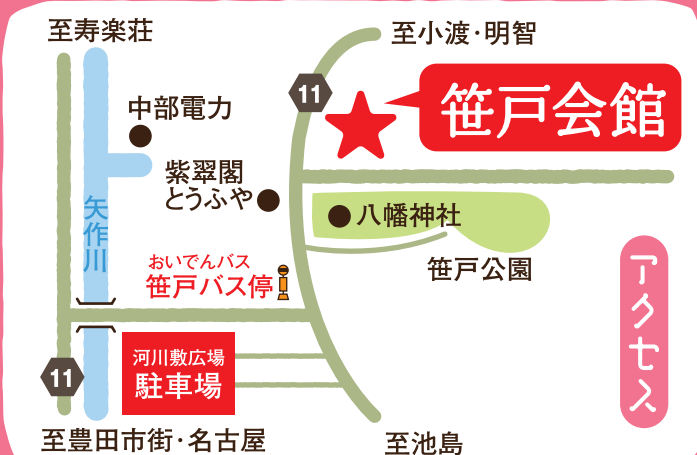 至寿楽荘
至小渡・明智
11
笹戸会館
中部電力
紫翠閣
とうふや
八幡神社
矢作川
笹戸公園
おいでんバス
笹戸バス停
アクセス
河川敷広場
駐車場
11
至豊田市街・名古屋
至池島